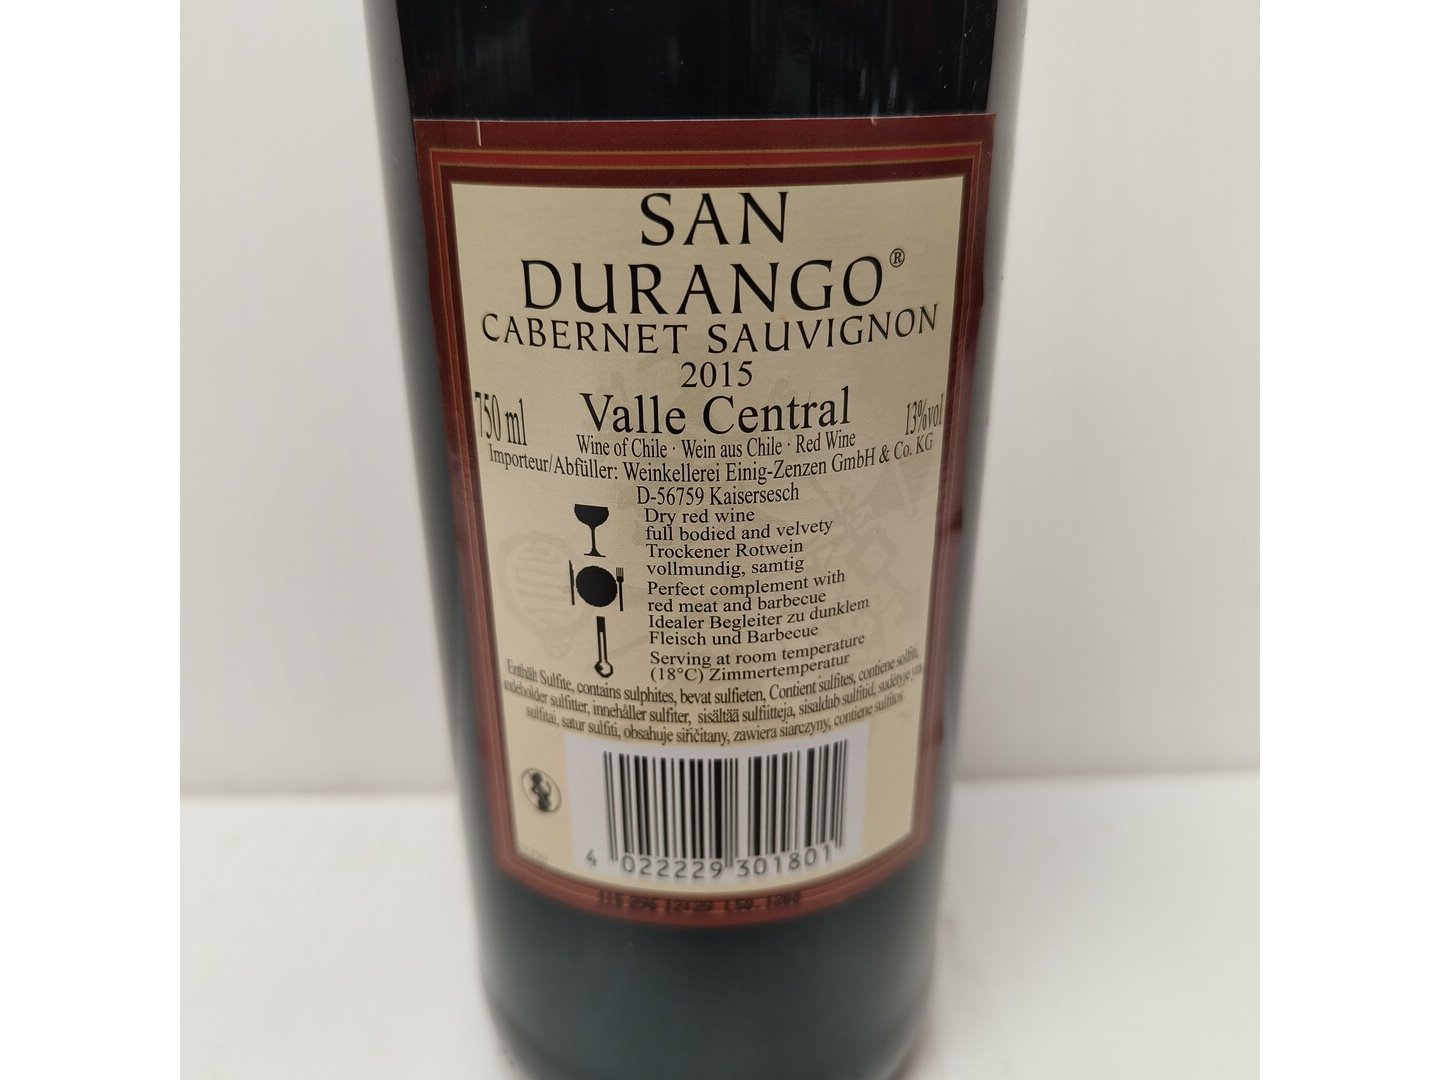 SAN
DURANGO®
CABERNET SAUVIGNON
2015
750 ml Valle Central 13%vol
Wine of Chile · Wein aus Chile · Red Wine
Importeur/Abfüller: Weinkellerei Einig-Zenzen GmbH & Co. KG
D-56759 Kaisersesch
Dry red wine
full bodied and velvety
Trockener Rotwein
vollmundig, samtig
Perfect complement with
red meat and barbecue
Idealer Begleiter zu dunklem
Fleisch und Barbecue
Serving at room temperature
(18°C) Zimmertemperatur
Enthält Sulfite, contains sulphites, bevat sulfieten, Contient sulfites, contiene solfiti,
indeholder sulfitter, innehåller sulfiter, sisältää sulfiitteja, sisaldab sulfitid, sudėtyje yra
sulfitai, satur sulfiti, obsahuje siřičitany, zawiera siarczyny, contiene sulfitos
4 022229 301801